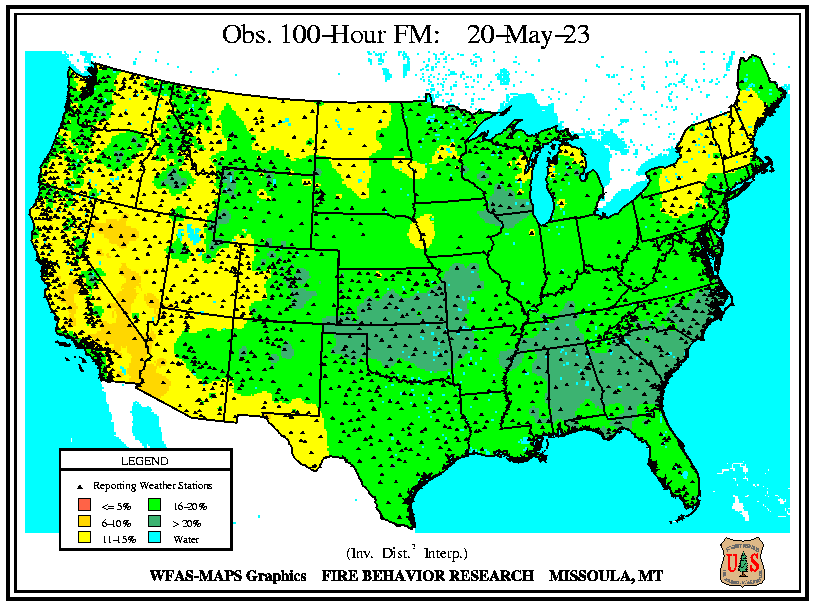 Obs. 100-Hour FM: 20-May-23
LEGEND
Reporting Weather Stations
<= 5% 16-20%
6-10% > 20%
11-15% Water
(Inv. Dist.² Interp.)
WFAS-MAPS Graphics FIRE BEHAVIOR RESEARCH MISSOULA, MT
U S